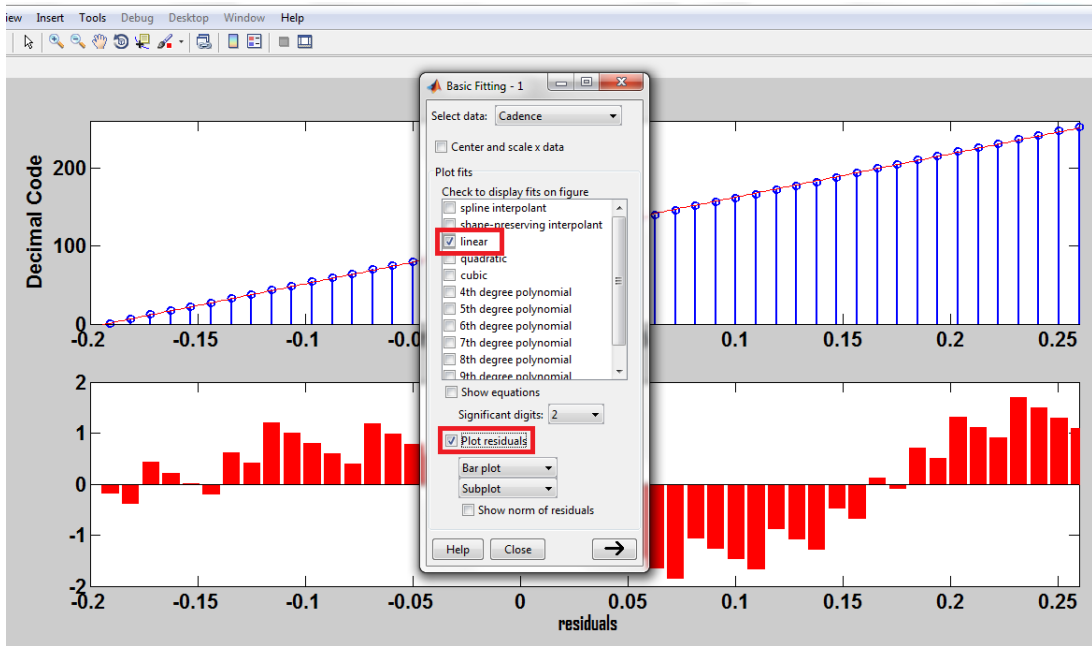 iew Insert Tools Debug Desktop Window Help
Basic Fitting - 1
Select data: Cadence
Center and scale x data
Plot fits
Check to display fits on figure
spline interpolant
shape-preserving interpolant
linear
quadratic
cubic
4th degree polynomial
5th degree polynomial
6th degree polynomial
7th degree polynomial
8th degree polynomial
9th degree polynomial
Show equations
Significant digits: 2
Plot residuals
Bar plot
Subplot
Show norm of residuals
Help Close
Decimal Code
200
100
0
-0.2 -0.15 -0.1 -0.0 0.1 0.15 0.2 0.25
2
1
0
-1
-2
-0.2 -0.15 -0.1 -0.05 0 0.05 0.1 0.15 0.2 0.25
residuals